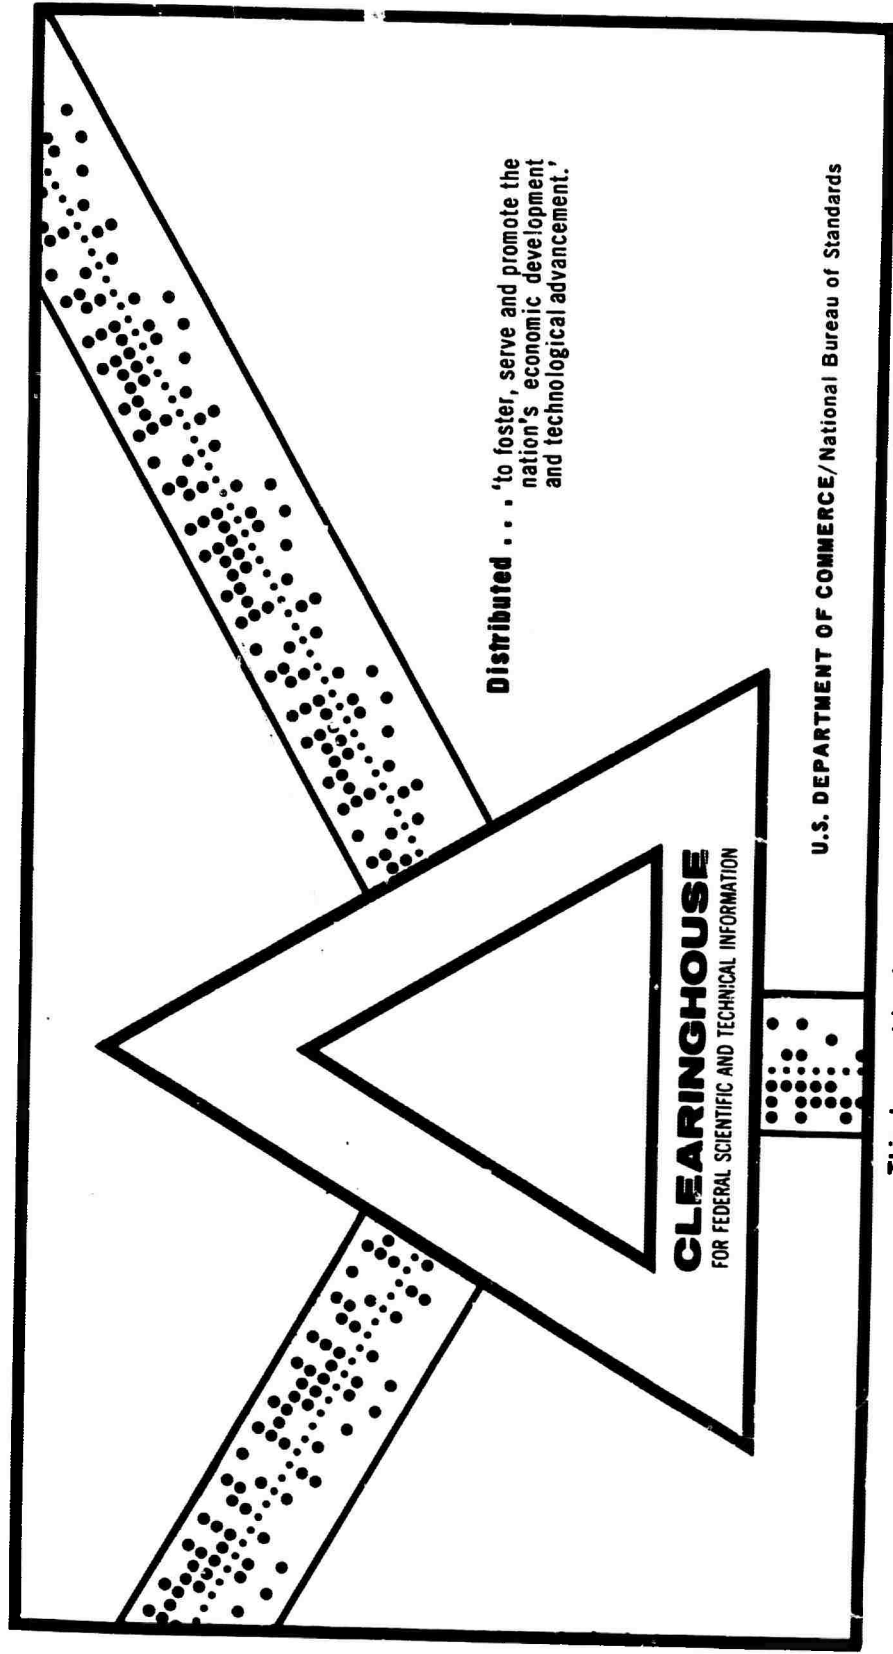 Distributed . . . 'to foster, serve and promote the
nation's economic development
and technological advancement.'
CLEARINGHOUSE
FOR FEDERAL SCIENTIFIC AND TECHNICAL INFORMATION
U.S. DEPARTMENT OF COMMERCE/National Bureau of Standards